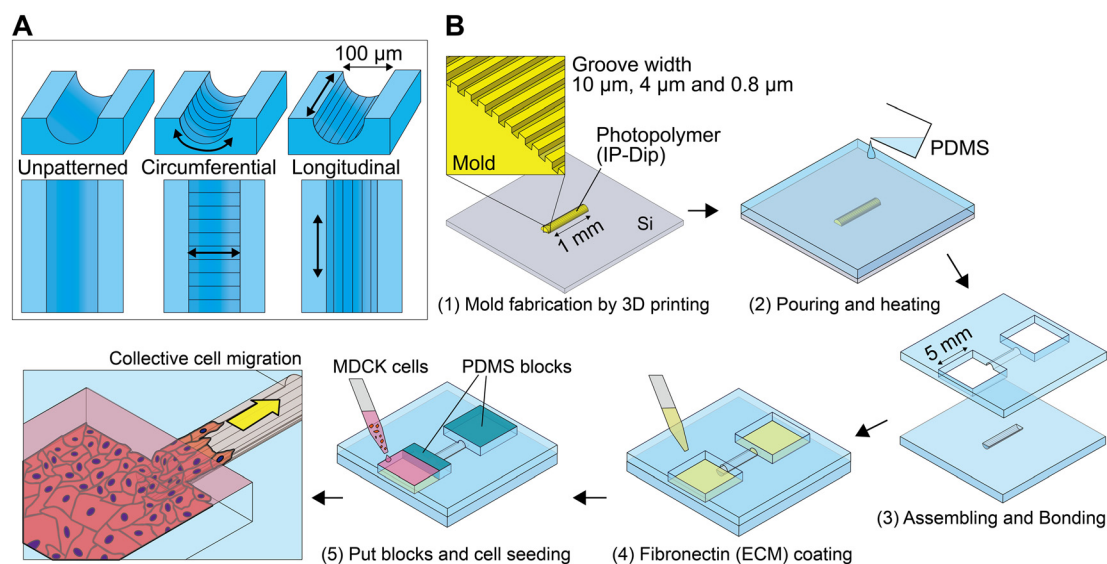 A
100 µm
Unpatterned
Circumferential
Longitudinal
B
Groove width
10 µm, 4 µm and 0.8 µm
Mold
Photopolymer
(IP-Dip)
Si
1 mm
(1) Mold fabrication by 3D printing
PDMS
(2) Pouring and heating
5 mm
(3) Assembling and Bonding
(4) Fibronectin (ECM) coating
MDCK cells
PDMS blocks
(5) Put blocks and cell seeding
Collective cell migration